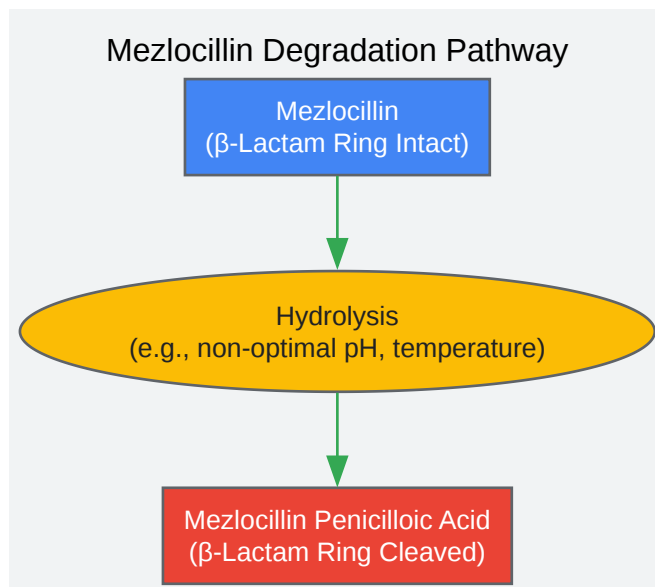 Mezlocillin Degradation Pathway
Mezlocillin
(β-Lactam Ring Intact)
Hydrolysis
(e.g., non-optimal pH, temperature)
Mezlocillin Penicilloic Acid
(β-Lactam Ring Cleaved)